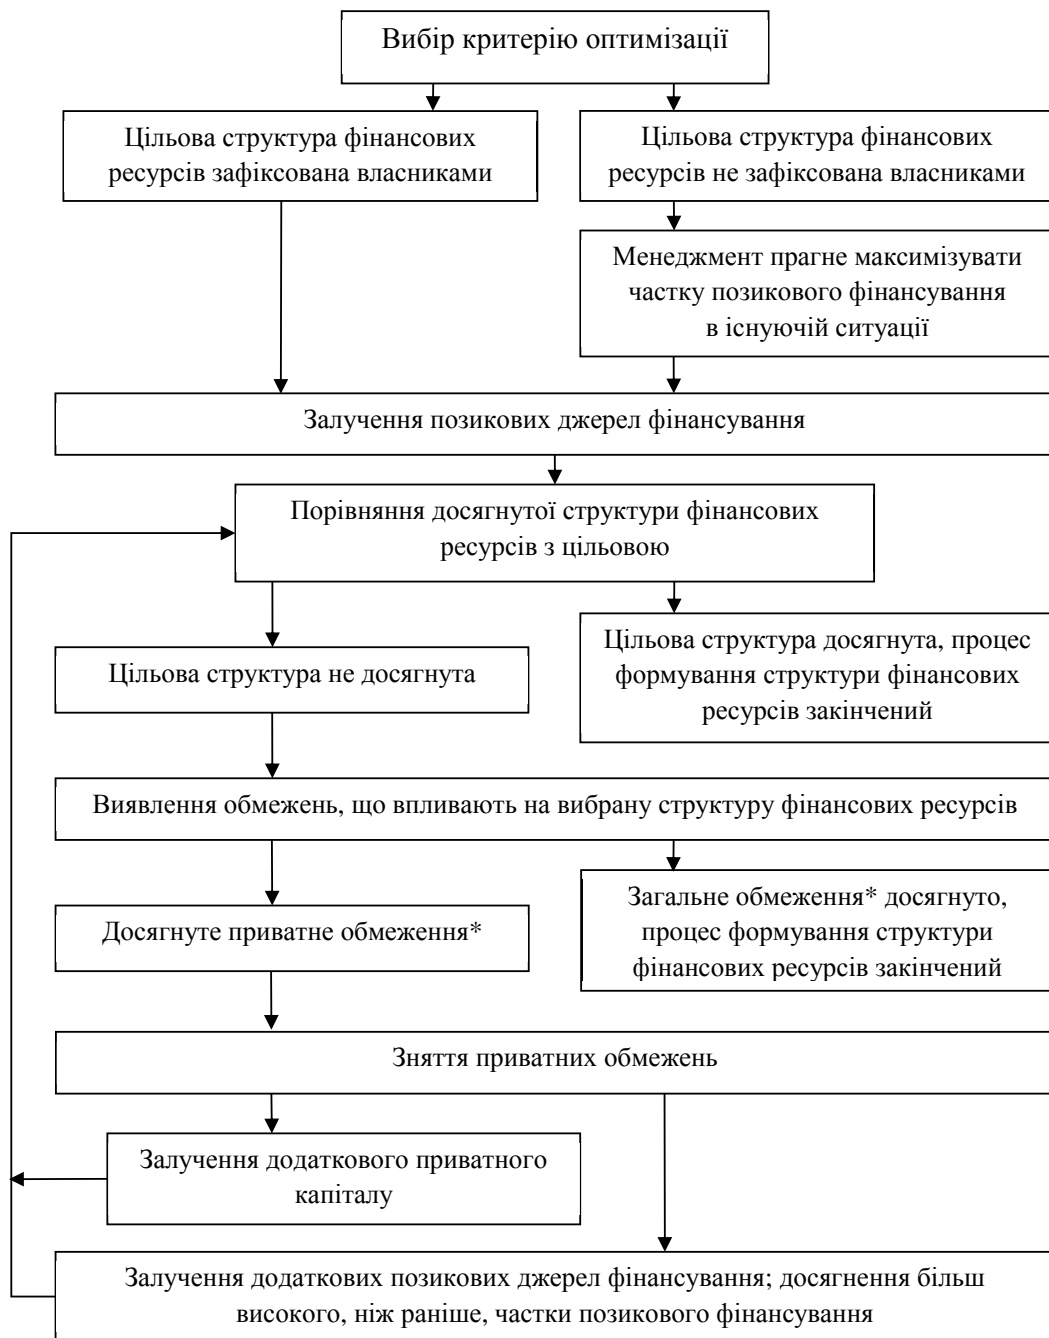 Вибір критерію оптимізації
Цільова структура фінансових
ресурсів зафіксована власниками
Цільова структура фінансових
ресурсів не зафіксована власниками
Менеджмент прагне максимізувати
частку позикового фінансування
в існуючій ситуації
Залучення позикових джерел фінансування
Порівняння досягнутої структури фінансових
ресурсів з цільовою
Цільова структура не досягнута
Цільова структура досягнута, процес
формування структури фінансових
ресурсів закінчений
Виявлення обмежень, що впливають на вибрану структуру фінансових ресурсів
Досягнуте приватне обмеження*
Загальне обмеження* досягнуто,
процес формування структури
фінансових ресурсів закінчений
Зняття приватних обмежень
Залучення додаткового приватного
капіталу
Залучення додаткових позикових джерел фінансування; досягнення більш
високого, ніж раніше, частки позикового фінансування